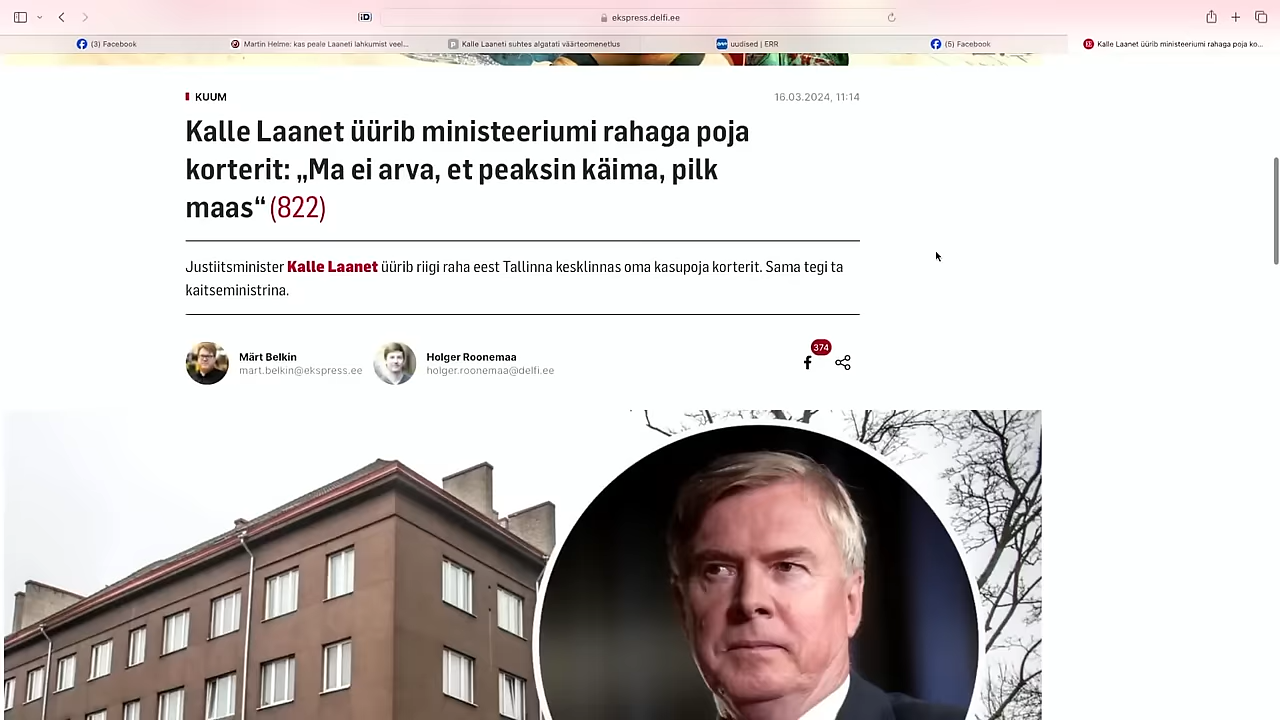 ekspress.delfi.ee
(3) Facebook
Martin Helme: kas peale Laaneti lahkumist veel...
Kalle Laaneti suhtes algatati väärteomenetlus
uudised | ERR
(5) Facebook
Kalle Laanet üürib ministeeriumi rahaga poja ko...
KUUM
16.03.2024, 11:14
Kalle Laanet üürib ministeeriumi rahaga poja
korterit: „Ma ei arva, et peaksin käima, pilk
maas“ (822)
Justiitsminister Kalle Laanet üürib riigi raha eest Tallinna kesklinnas oma kasupoja korterit. Sama tegi ta
kaitseministrina.
Märt Belkin
mart.belkin@ekspress.ee
Holger Roonemaa
holger.roonemaa@delfi.ee
374